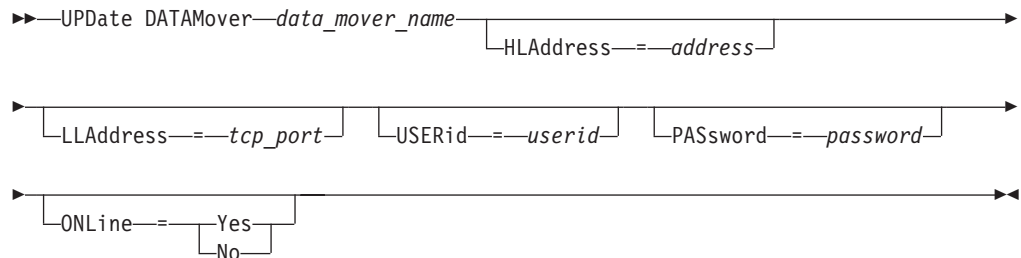 UPDate DATAMover data_mover_name
HLAddress = address
LLAddress = tcp_port USERid = userid PASsword = password
ONLine = Yes
No